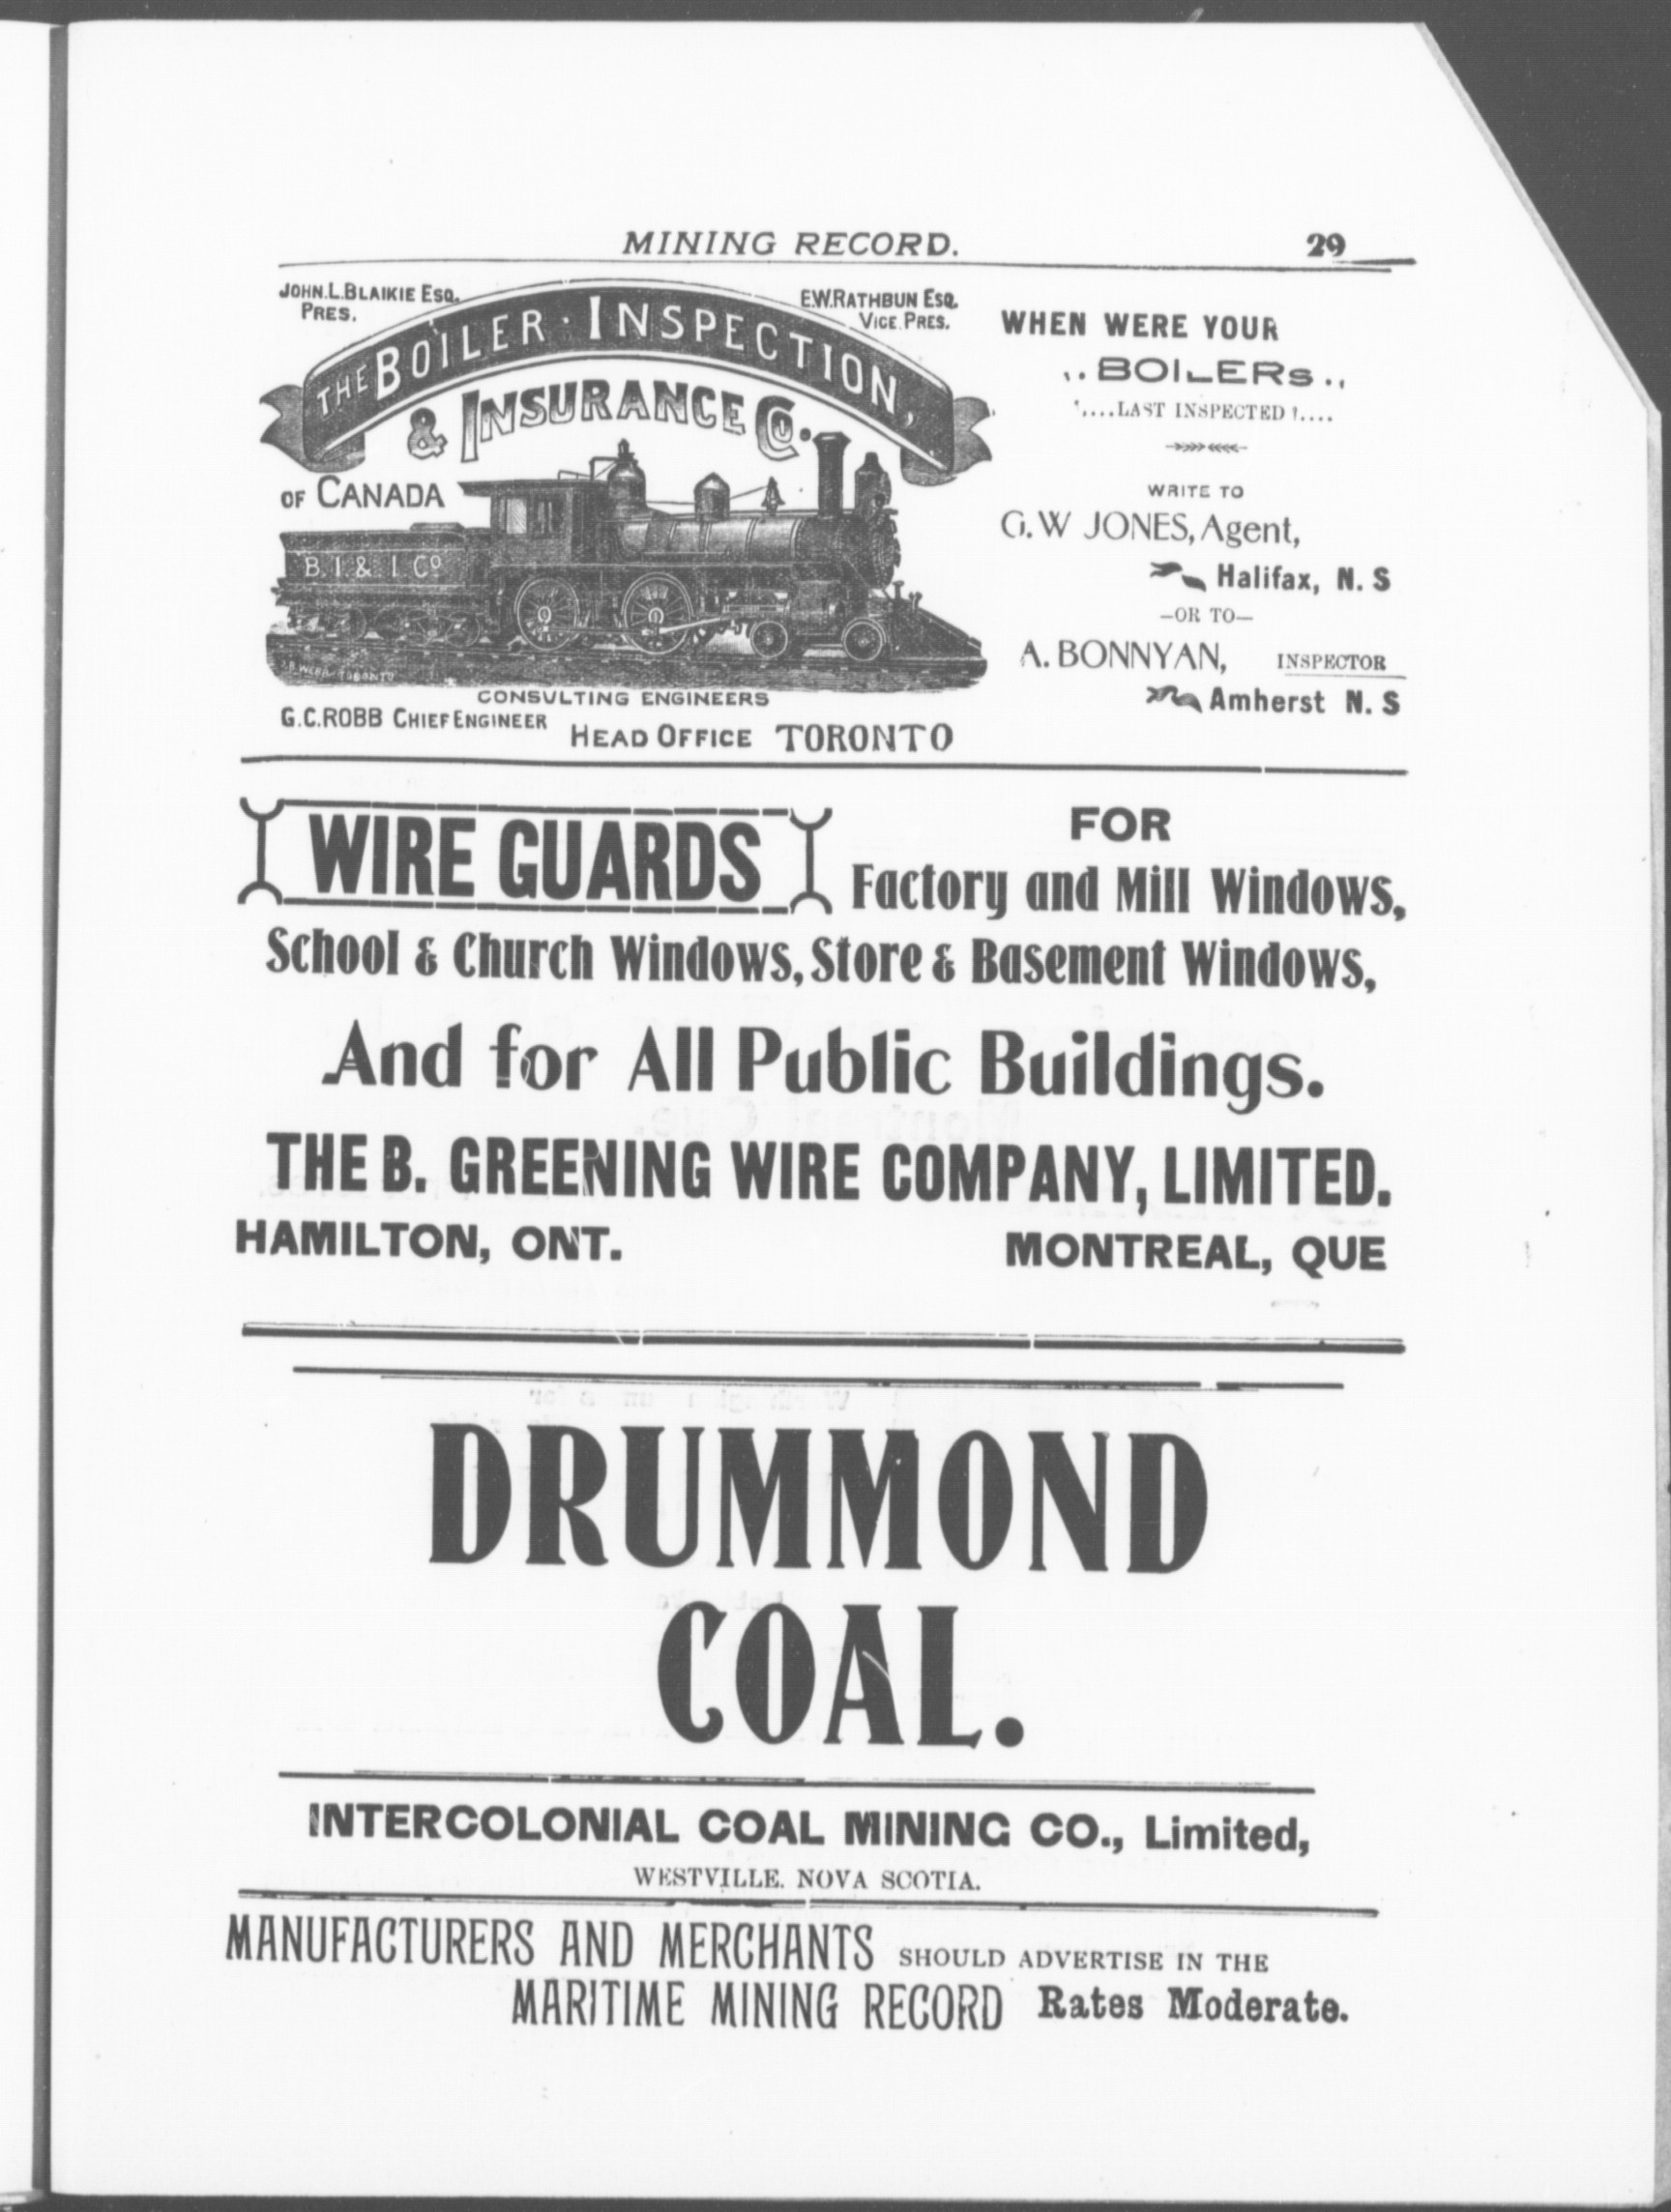 MINING RECORD.
29
JOHN.L.BLAIKIE ESQ.
PRES.
E.W.RATHBUN ESQ.
VICE.PRES.
THE BOILER · INSPECTION,
& INSURANCE Co.
OF CANADA
B. I. & I. Co
WEBB. TORONTO
CONSULTING ENGINEERS
G.C.ROBB CHIEF ENGINEER
HEAD OFFICE TORONTO
WHEN WERE YOUR
..BOILERS..
....LAST INSPECTED ?....
WRITE TO
G.W JONES, Agent,
Halifax, N. S
—OR TO—
A. BONNYAN, INSPECTOR
Amherst N. S
WIRE GUARDS
FOR
Factory and Mill Windows,
School & Church Windows, Store & Basement Windows,
And for All Public Buildings.
THE B. GREENING WIRE COMPANY, LIMITED.
HAMILTON, ONT. MONTREAL, QUE
DRUMMOND
COAL.
INTERCOLONIAL COAL MINING CO., Limited,
WESTVILLE. NOVA SCOTIA.
MANUFACTURERS AND MERCHANTS SHOULD ADVERTISE IN THE
MARITIME MINING RECORD Rates Moderate.